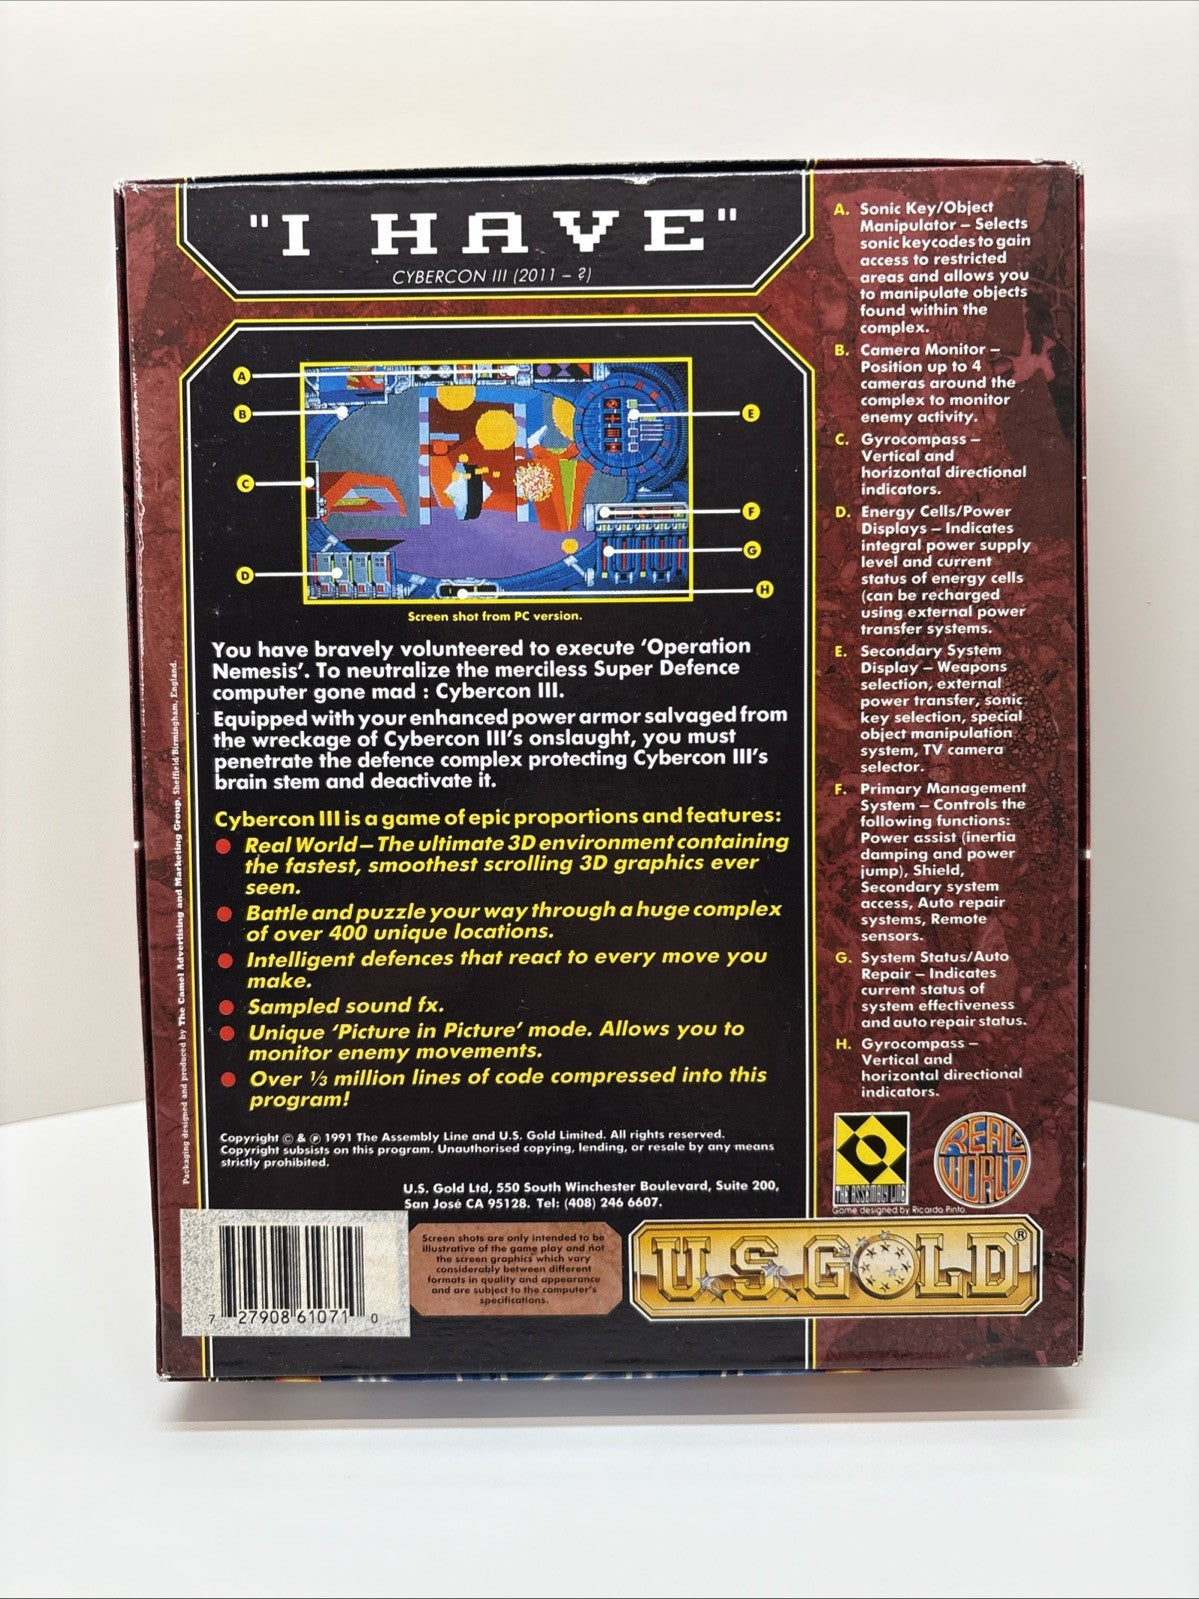 "I HAVE"
CYBERCON III (2011 – ?)
A
B
C
D
E
F
G
H
Screen shot from PC version.
You have bravely volunteered to execute ‘Operation
Nemesis’. To neutralize the merciless Super Defence
computer gone mad : Cybercon III.
Equipped with your enhanced power armor salvaged from
the wreckage of Cybercon III's onslaught, you must
penetrate the defence complex protecting Cybercon III's
brain stem and deactivate it.
Cybercon III is a game of epic proportions and features:
Real World – The ultimate 3D environment containing
the fastest, smoothest scrolling 3D graphics ever
seen.
Battle and puzzle your way through a huge complex
of over 400 unique locations.
Intelligent defences that react to every move you
make.
Sampled sound fx.
Unique ‘Picture in Picture’ mode. Allows you to
monitor enemy movements.
Over ⅓ million lines of code compressed into this
program!
Copyright © & ℗ 1991 The Assembly Line and U.S. Gold Limited. All rights reserved.
Copyright subsists on this program. Unauthorised copying, lending, or resale by any means
strictly prohibited.
U.S. Gold Ltd, 550 South Winchester Boulevard, Suite 200,
San José CA 95128. Tel: (408) 246 6607.
Packaging designed and produced by The Camel Advertising and Marketing Group, Sheffield/Birmingham, England.
A. Sonic Key/Object
Manipulator – Selects
sonic keycodes to gain
access to restricted
areas and allows you
to manipulate objects
found within the
complex.
B. Camera Monitor –
Position up to 4
cameras around the
complex to monitor
enemy activity.
C. Gyrocompass –
Vertical and
horizontal directional
indicators.
D. Energy Cells/Power
Displays – Indicates
integral power supply
level and current
status of energy cells
(can be recharged
using external power
transfer systems.
E. Secondary System
Display – Weapons
selection, external
power transfer, sonic
key selection, special
object manipulation
system, TV camera
selector.
F. Primary Management
System – Controls the
following functions:
Power assist (inertia
damping and power
jump), Shield,
Secondary system
access, Auto repair
systems, Remote
sensors.
G. System Status/Auto
Repair – Indicates
current status of
system effectiveness
and auto repair status.
H. Gyrocompass –
Vertical and
horizontal directional
indicators.
THE ASSEMBLY LINE
REAL
WORLD
Game designed by Ricardo Pinto
7 27908 61071 0
Screen shots are only intended to be
illustrative of the game play and not
the screen graphics which vary
considerably between different
formats in quality and appearance
and are subject to the computer's
specifications.
U.S. GOLD®